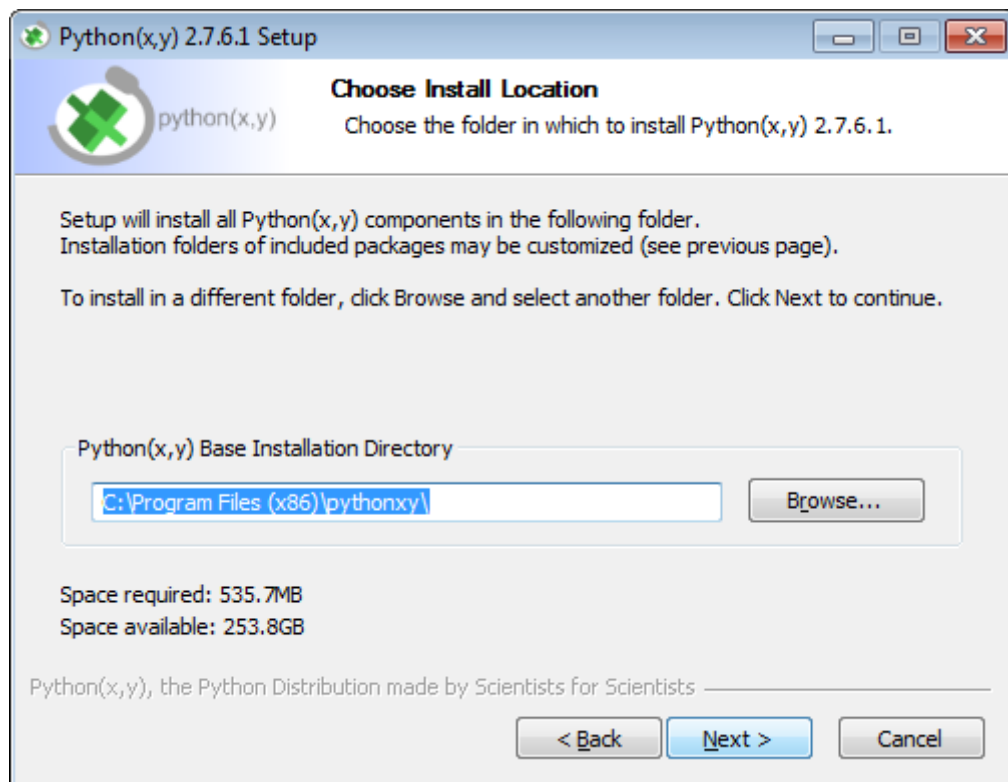 Python(x,y) 2.7.6.1 Setup
python(x,y)
Choose Install Location
Choose the folder in which to install Python(x,y) 2.7.6.1.
Setup will install all Python(x,y) components in the following folder.
Installation folders of included packages may be customized (see previous page).
To install in a different folder, click Browse and select another folder. Click Next to continue.
Python(x,y) Base Installation Directory
C:\Program Files (x86)\pythonxy\
Browse...
Space required: 535.7MB
Space available: 253.8GB
Python(x,y), the Python Distribution made by Scientists for Scientists
< Back
Next >
Cancel